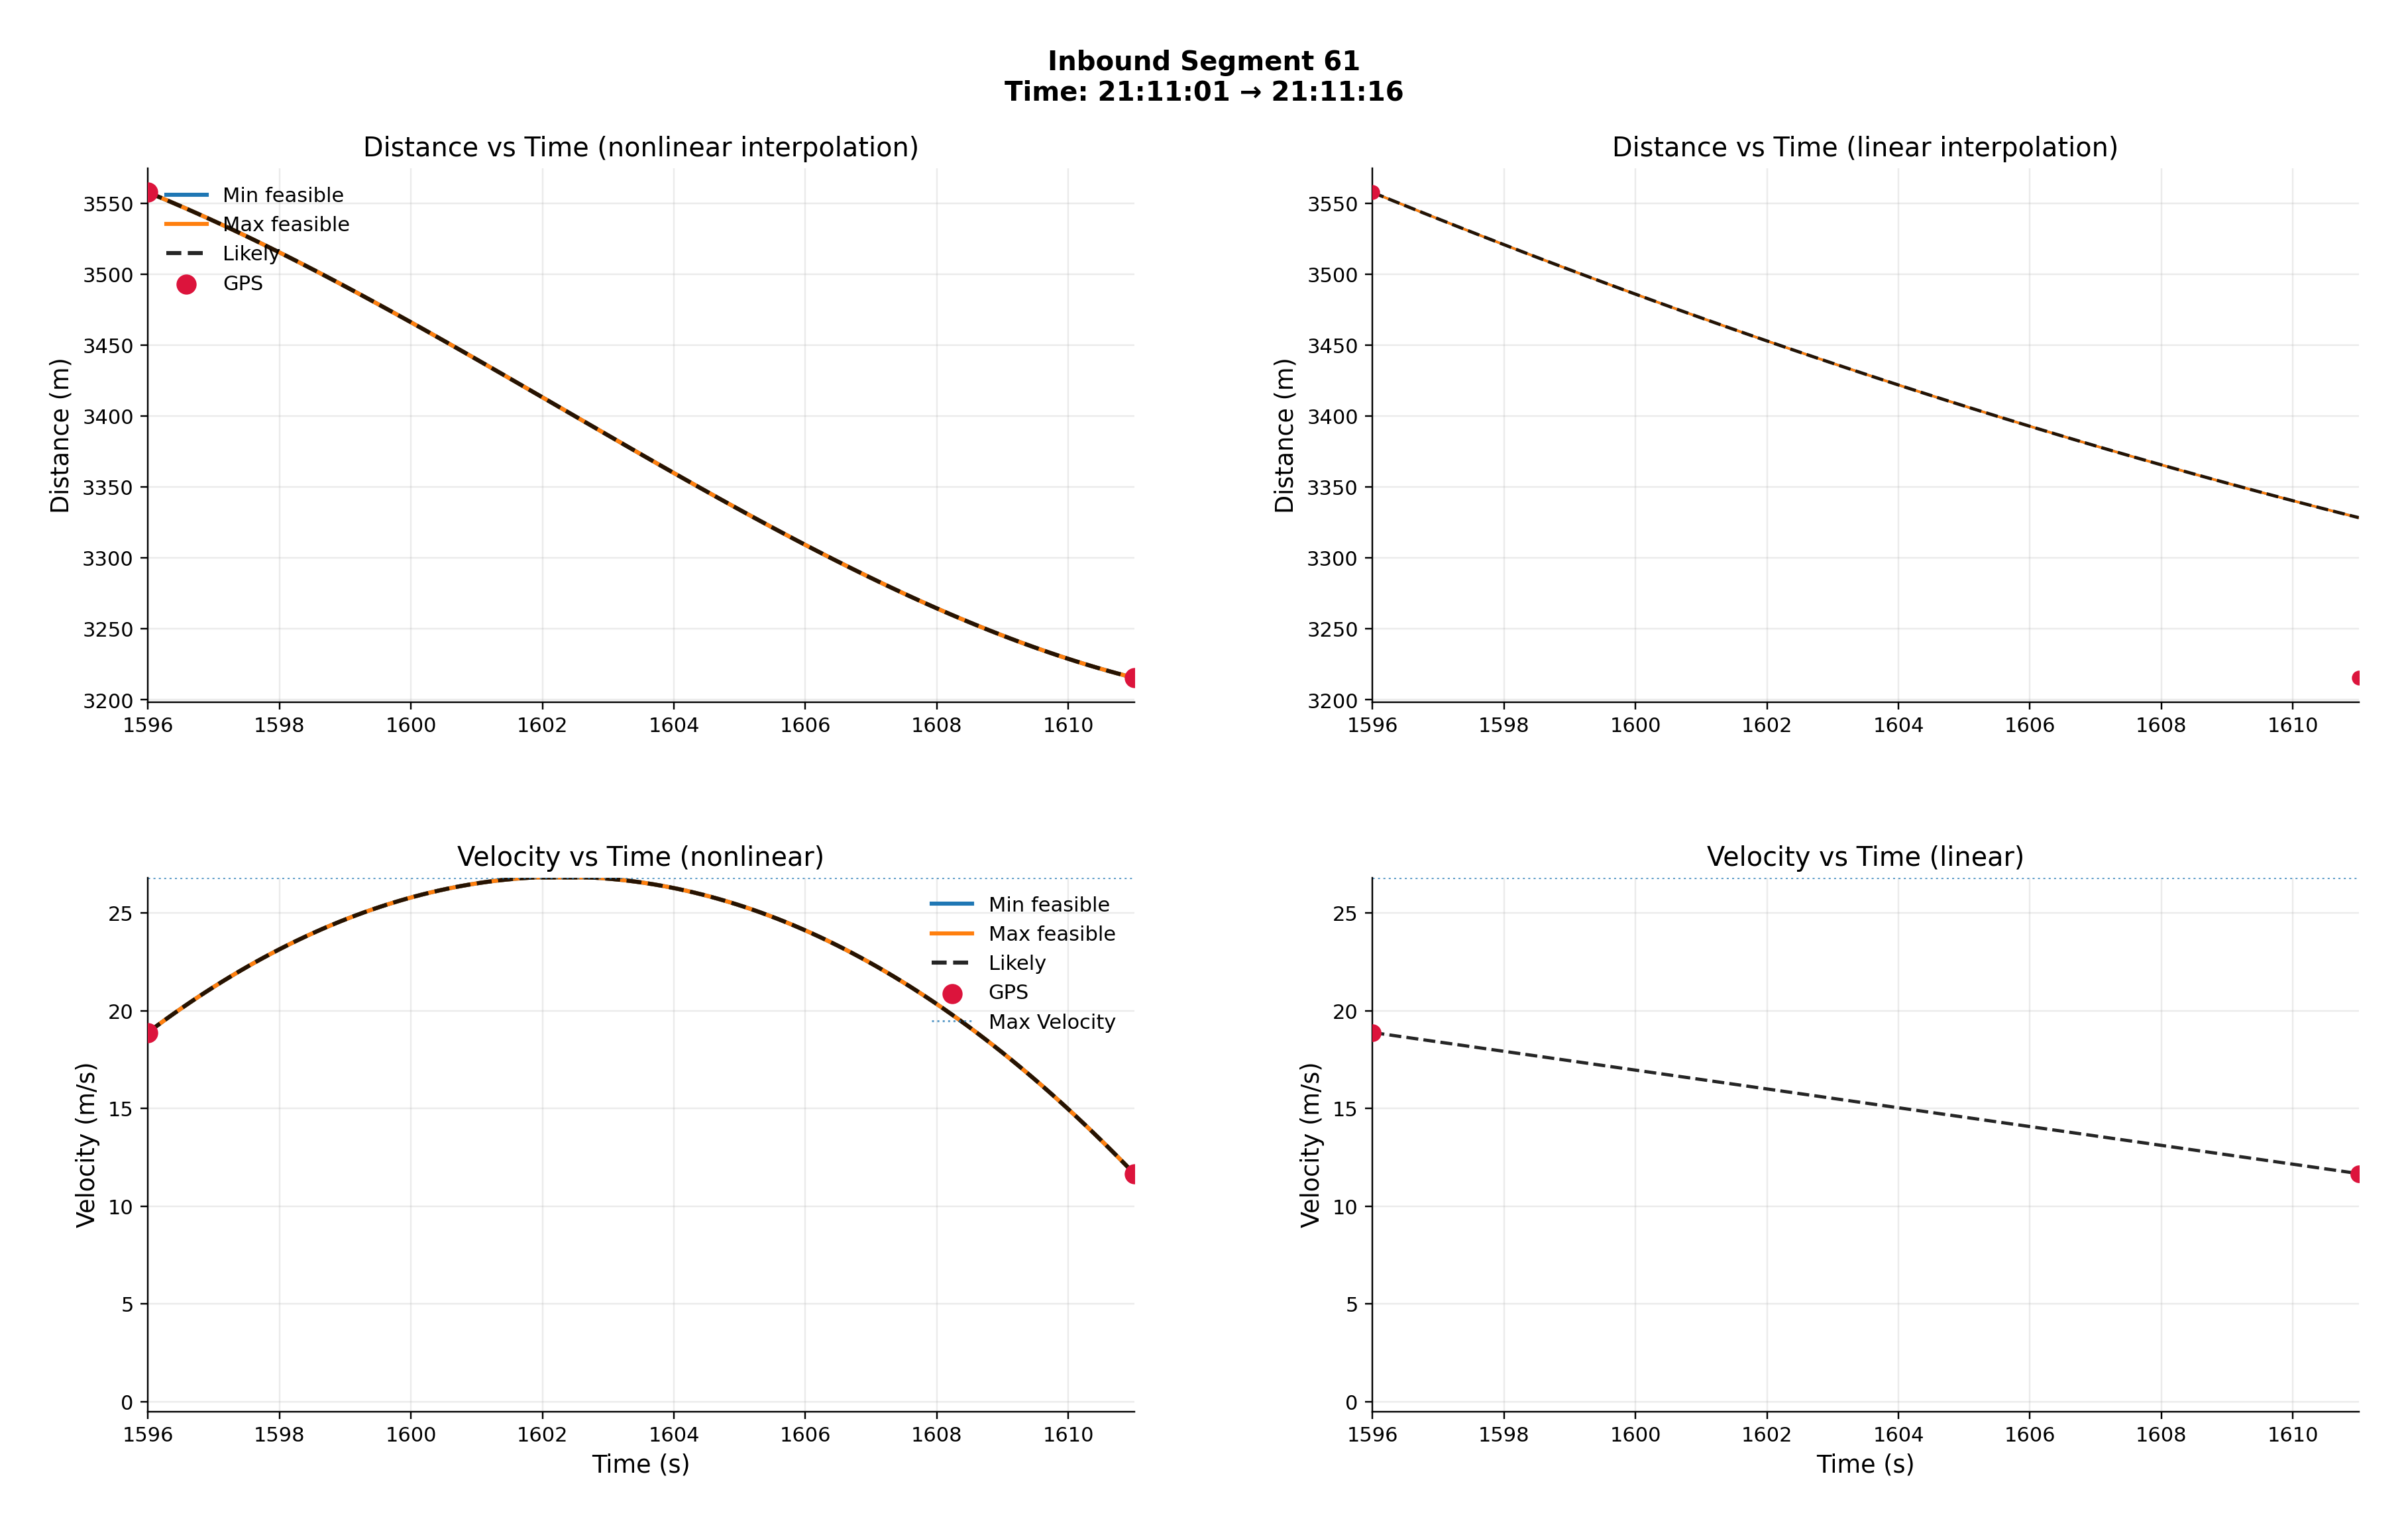 Inbound Segment 61
Time: 21:11:01 → 21:11:16
Distance vs Time (nonlinear interpolation)
Distance (m)
3550
3500
3450
3400
3350
3300
3250
3200
Min feasible
Max feasible
Likely
GPS
1596 1598 1600 1602 1604 1606 1608 1610
Distance vs Time (linear interpolation)
Distance (m)
3550
3500
3450
3400
3350
3300
3250
3200
1596 1598 1600 1602 1604 1606 1608 1610
Velocity vs Time (nonlinear)
Velocity (m/s)
25
20
15
10
5
0
Min feasible
Max feasible
Likely
GPS
Max Velocity
1596 1598 1600 1602 1604 1606 1608 1610
Time (s)
Velocity vs Time (linear)
Velocity (m/s)
25
20
15
10
5
0
1596 1598 1600 1602 1604 1606 1608 1610
Time (s)